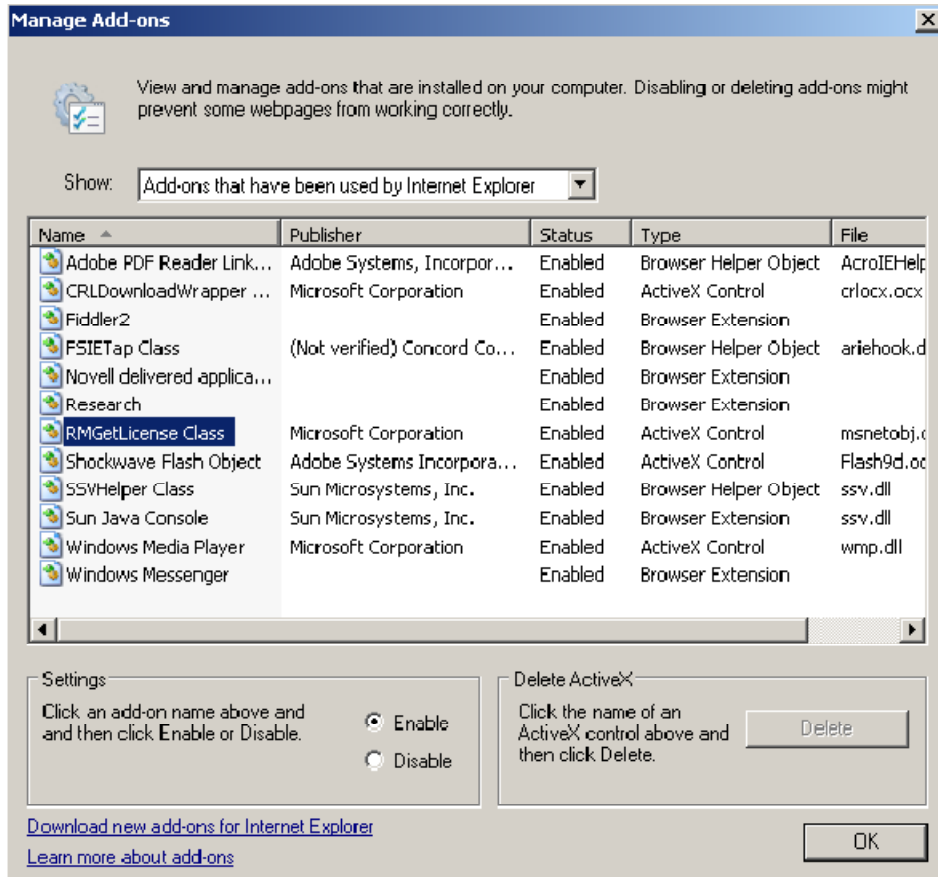 Manage Add-ons
View and manage add-ons that are installed on your computer. Disabling or deleting add-ons might
prevent some webpages from working correctly.
Show: Add-ons that have been used by Internet Explorer
Name Publisher Status Type File
Adobe PDF Reader Link... Adobe Systems, Incorpor... Enabled Browser Helper Object AcroIEHelp
CRLDownloadWrapper ... Microsoft Corporation Enabled ActiveX Control crlocx.ocx
Fiddler2 Enabled Browser Extension
FSIETap Class (Not verified) Concord Co... Enabled Browser Helper Object ariehook.d
Novell delivered applica... Enabled Browser Extension
Research Enabled Browser Extension
RMGetLicense Class Microsoft Corporation Enabled ActiveX Control msnetobj.d
Shockwave Flash Object Adobe Systems Incorpora... Enabled ActiveX Control Flash9d.oc
SSVHelper Class Sun Microsystems, Inc. Enabled Browser Helper Object ssv.dll
Sun Java Console Sun Microsystems, Inc. Enabled Browser Extension ssv.dll
Windows Media Player Microsoft Corporation Enabled ActiveX Control wmp.dll
Windows Messenger Enabled Browser Extension
Settings
Click an add-on name above and
and then click Enable or Disable.
Enable
Disable
Delete ActiveX
Click the name of an
ActiveX control above and
then click Delete.
Delete
Download new add-ons for Internet Explorer
Learn more about add-ons
OK